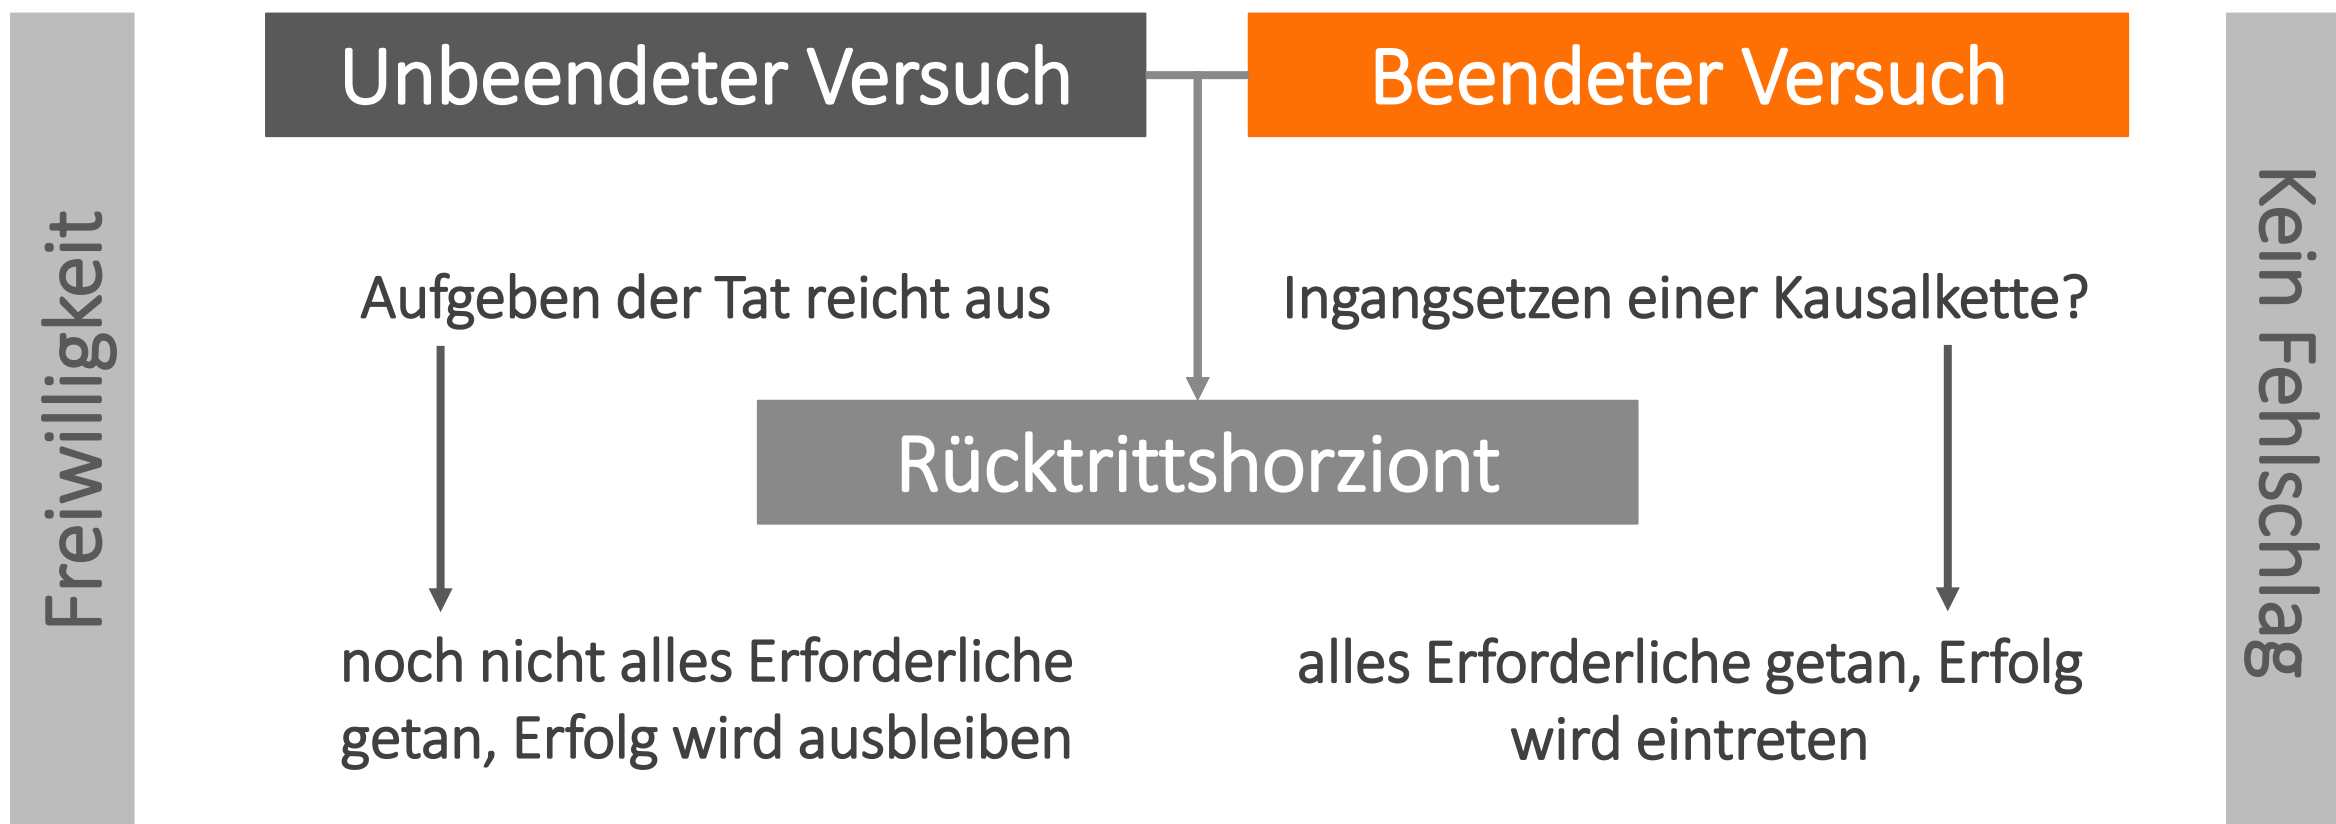 Freiwilligkeit
Unbeendeter Versuch
Beendeter Versuch
Kein Fehlschlag
Aufgeben der Tat reicht aus
Ingangsetzen einer Kausalkette?
Rücktrittshorziont
noch nicht alles Erforderliche
getan, Erfolg wird ausbleiben
alles Erforderliche getan, Erfolg
wird eintreten